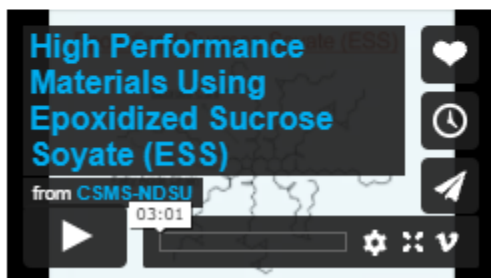 High Performance
Materials Using
Epoxidized Sucrose
Soyate (ESS)
from CSMS-NDSU
03:01